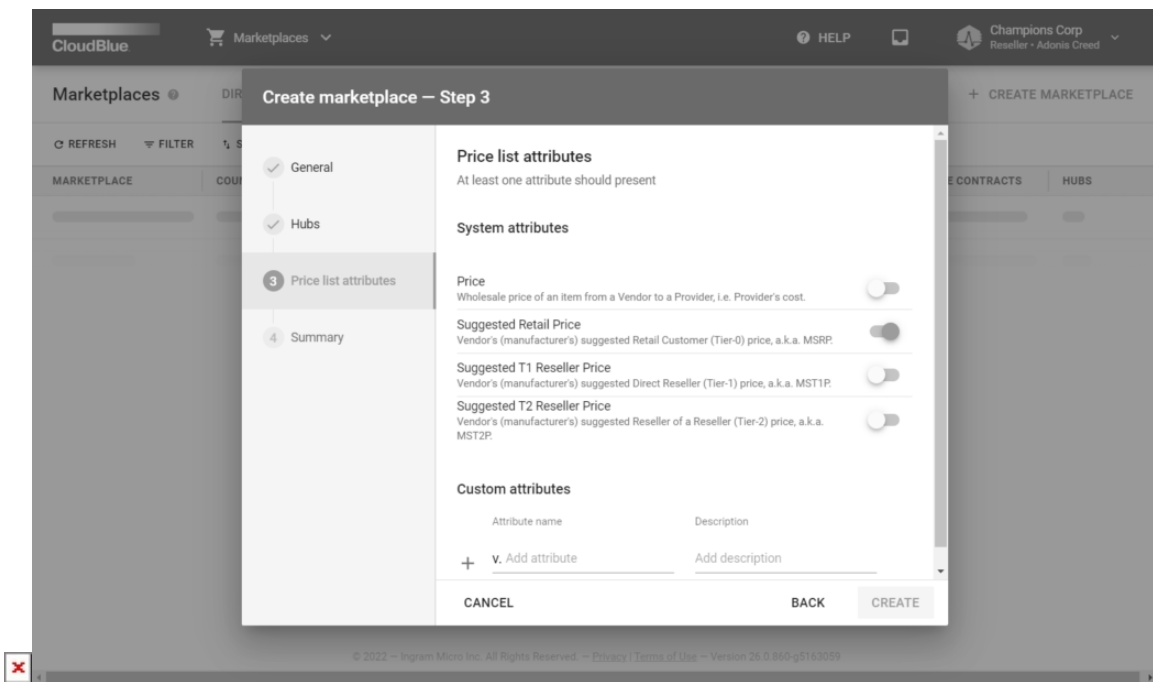 CloudBlue
Marketplaces
HELP
Champions Corp
Reseller • Adonis Creed
Marketplaces
DIR
+ CREATE MARKETPLACE
REFRESH
FILTER
S
MARKETPLACE
COU
E CONTRACTS
HUBS
Create marketplace — Step 3
General
Hubs
3 Price list attributes
4 Summary
Price list attributes
At least one attribute should present
System attributes
Price
Wholesale price of an item from a Vendor to a Provider, i.e. Provider's cost.
Suggested Retail Price
Vendor's (manufacturer's) suggested Retail Customer (Tier-0) price, a.k.a. MSRP.
Suggested T1 Reseller Price
Vendor's (manufacturer's) suggested Direct Reseller (Tier-1) price, a.k.a. MST1P.
Suggested T2 Reseller Price
Vendor's (manufacturer's) suggested Reseller of a Reseller (Tier-2) price, a.k.a.
MST2P.
Custom attributes
Attribute name
Description
+ v. Add attribute
Add description
CANCEL
BACK
CREATE
© 2022 – Ingram Micro Inc. All Rights Reserved. – Privacy | Terms of Use – Version 26.0.860-g5163059